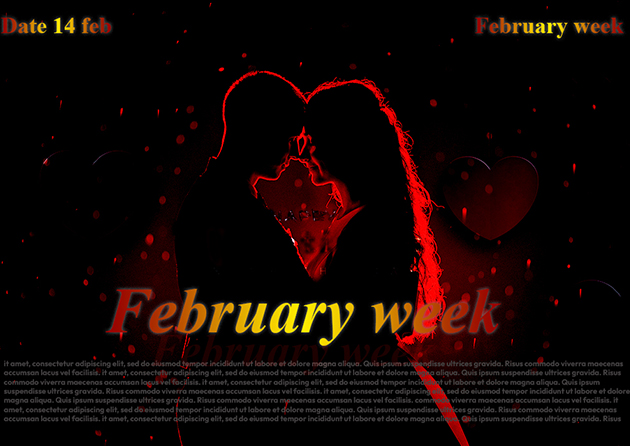 Date 14 feb
February week
February week
it amet, consectetur adipiscing elit, sed do eiusmod tempor incididunt ut labore et dolore magna aliqua. Quis ipsum suspendisse ultrices gravida. Risus commodo viverra maecenas
accumsan lacus vel facilisis. it amet, consectetur adipiscing elit, sed do eiusmod tempor incididunt ut labore et dolore magna aliqua. Quis ipsum suspendisse ultrices gravida. Risus
commodo viverra maecenas accumsan lacus vel facilisis. it amet, consectetur adipiscing elit, sed do eiusmod tempor incididunt ut labore et dolore magna aliqua. Quis ipsum
suspendisse ultrices gravida. Risus commodo viverra maecenas accumsan lacus vel facilisis. it amet, consectetur adipiscing elit, sed do eiusmod tempor incididunt ut labore et dolore
magna aliqua. Quis ipsum suspendisse ultrices gravida. Risus commodo viverra maecenas accumsan lacus vel facilisis. it
amet, consectetur adipiscing elit, sed do eiusmod tempor incididunt ut labore et dolore magna aliqua. Quis ipsum suspendisse ultrices gravida. Risus commodo viverra maecenas
accumsan lacus vel facilisis. it amet, consectetur adipiscing elit, sed do eiusmod tempor incididunt ut labore et dolore magna aliqua. Quis ipsum suspendisse ultrices gravida. Risus